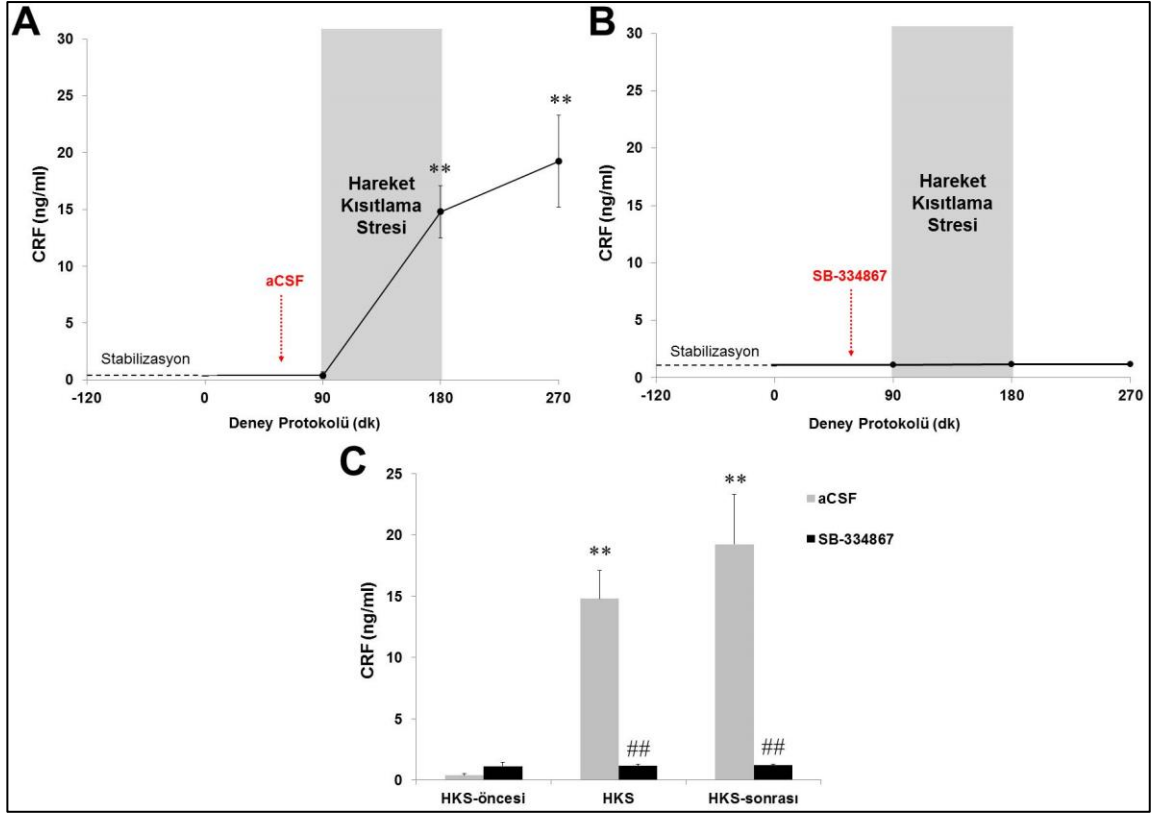 A
30
25
20
15
10
5
0
CRF (ng/ml)
**
**
Hareket
Kısıtlama
Stresi
aCSF
Stabilizasyon
-120
0
90
180
270
Deney Protokolü (dk)
B
30
25
20
15
10
5
0
CRF (ng/ml)
Hareket
Kısıtlama
Stresi
SB-334867
Stabilizasyon
-120
0
90
180
270
Deney Protokolü (dk)
C
25
20
15
10
5
0
CRF (ng/ml)
**
**
##
##
aCSF
SB-334867
HKS-öncesi
HKS
HKS-sonrası